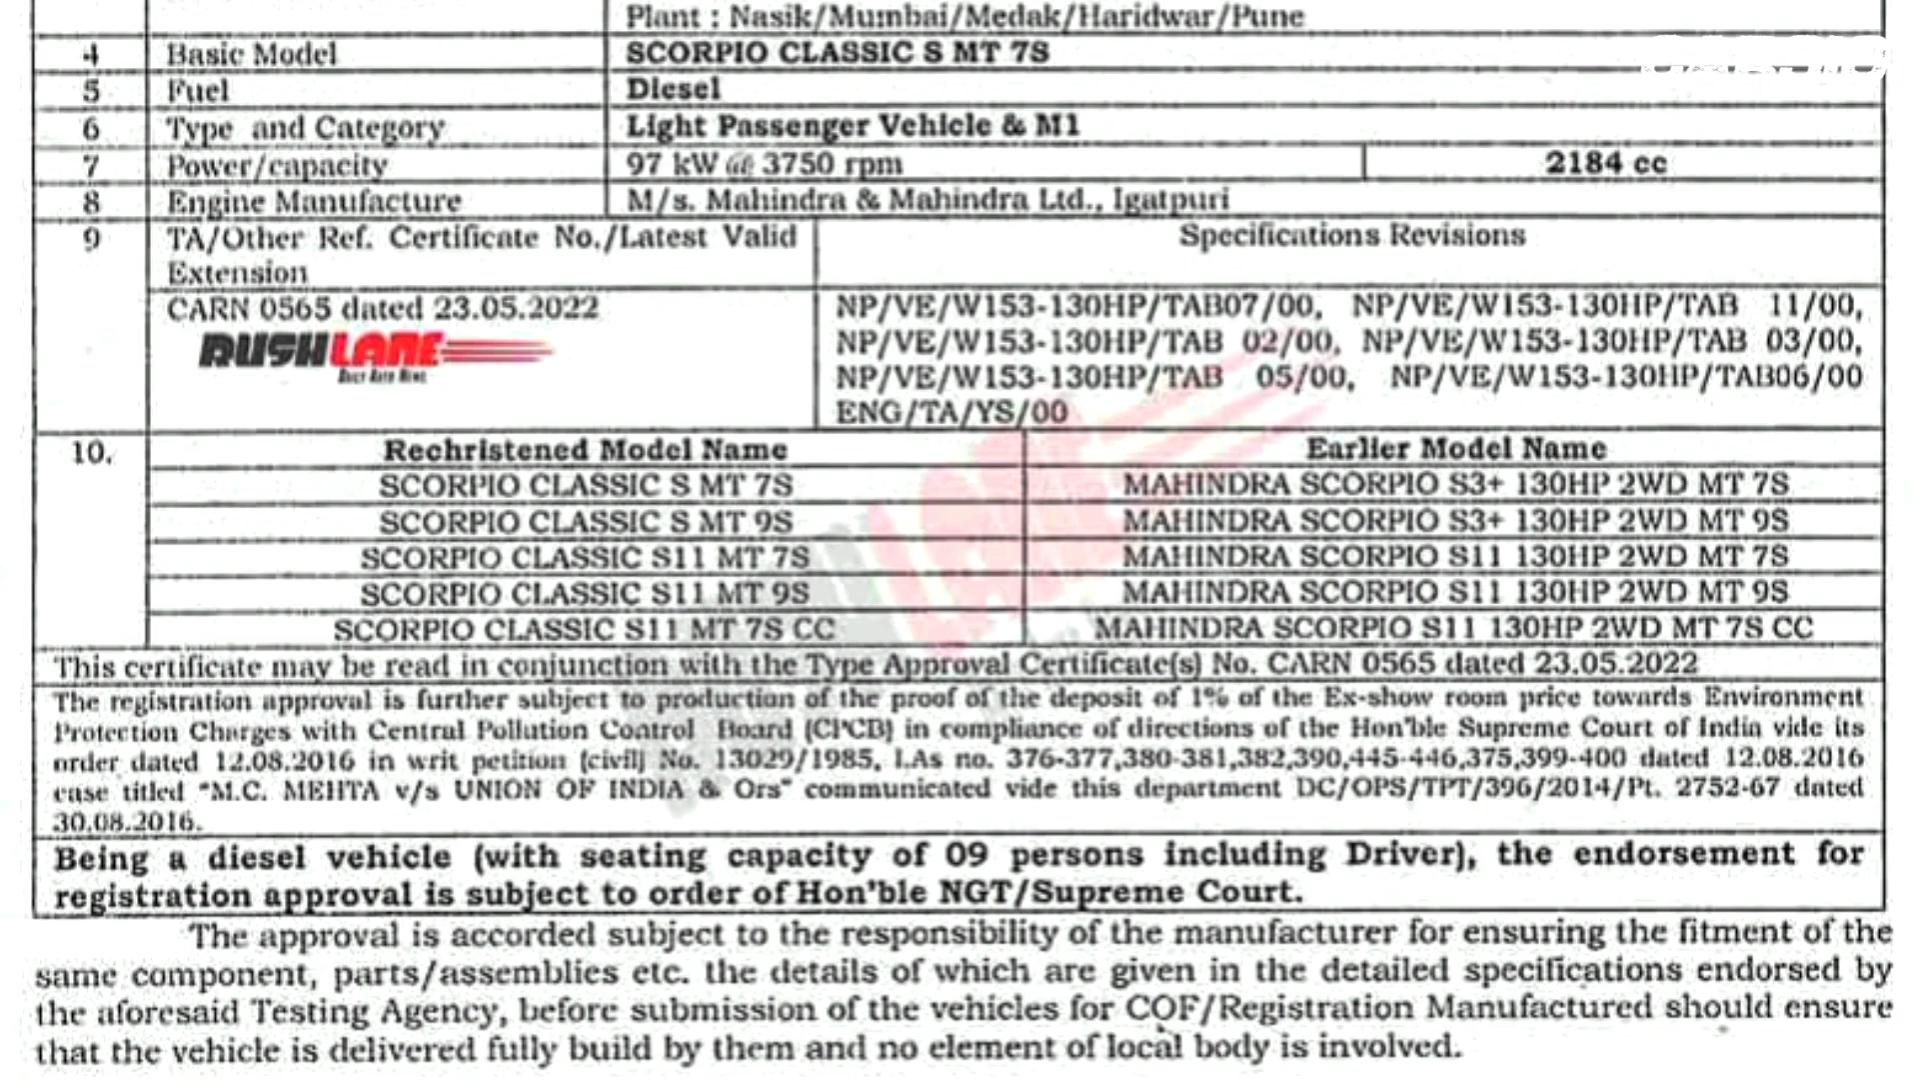 Plant : Nasik/Mumbai/Medak/Haridwar/Pune
4 Basic Model SCORPIO CLASSIC S MT 7S
5 Fuel Diesel
6 Type and Category Light Passenger Vehicle & M1
7 Power/capacity 97 kW @ 3750 rpm 2184 cc
8 Engine Manufacture M/s. Mahindra & Mahindra Ltd., Igatpuri
9 TA/Other Ref. Certificate No./Latest Valid Specifications Revisions
Extension
CARN 0565 dated 23.05.2022 NP/VE/W153-130HP/TAB07/00, NP/VE/W153-130HP/TAB 11/00,
RUSHLANE NP/VE/W153-130HP/TAB 02/00, NP/VE/W153-130HP/TAB 03/00,
Daily Auto News NP/VE/W153-130HP/TAB 05/00, NP/VE/W153-130HP/TAB06/00
ENG/TA/YS/00
10. Rechristened Model Name Earlier Model Name
SCORPIO CLASSIC S MT 7S MAHINDRA SCORPIO S3+ 130HP 2WD MT 7S
SCORPIO CLASSIC S MT 9S MAHINDRA SCORPIO S3+ 130HP 2WD MT 9S
SCORPIO CLASSIC S11 MT 7S MAHINDRA SCORPIO S11 130HP 2WD MT 7S
SCORPIO CLASSIC S11 MT 9S MAHINDRA SCORPIO S11 130HP 2WD MT 9S
SCORPIO CLASSIC S11 MT 7S CC MAHINDRA SCORPIO S11 130HP 2WD MT 7S CC
This certificate may be read in conjunction with the Type Approval Certificate(s) No. CARN 0565 dated 23.05.2022
The registration approval is further subject to production of the proof of the deposit of 1% of the Ex-show room price towards Environment
Protection Charges with Central Pollution Control Board (CPCB) in compliance of directions of the Hon'ble Supreme Court of India vide its
order dated 12.08.2016 in writ petition (civil) No. 13029/1985, I.As no. 376-377,380-381,382,390,445-446,375,399-400 dated 12.08.2016
case titled "M.C. MEHTA v/s UNION OF INDIA & Ors" communicated vide this department DC/OPS/TPT/396/2014/Pt. 2752-67 dated
30.08.2016.
Being a diesel vehicle (with seating capacity of 09 persons including Driver), the endorsement for
registration approval is subject to order of Hon'ble NGT/Supreme Court.
The approval is accorded subject to the responsibility of the manufacturer for ensuring the fitment of the
same component, parts/assemblies etc. the details of which are given in the detailed specifications endorsed by
the aforesaid Testing Agency, before submission of the vehicles for COF/Registration Manufactured should ensure
that the vehicle is delivered fully build by them and no element of local body is involved.